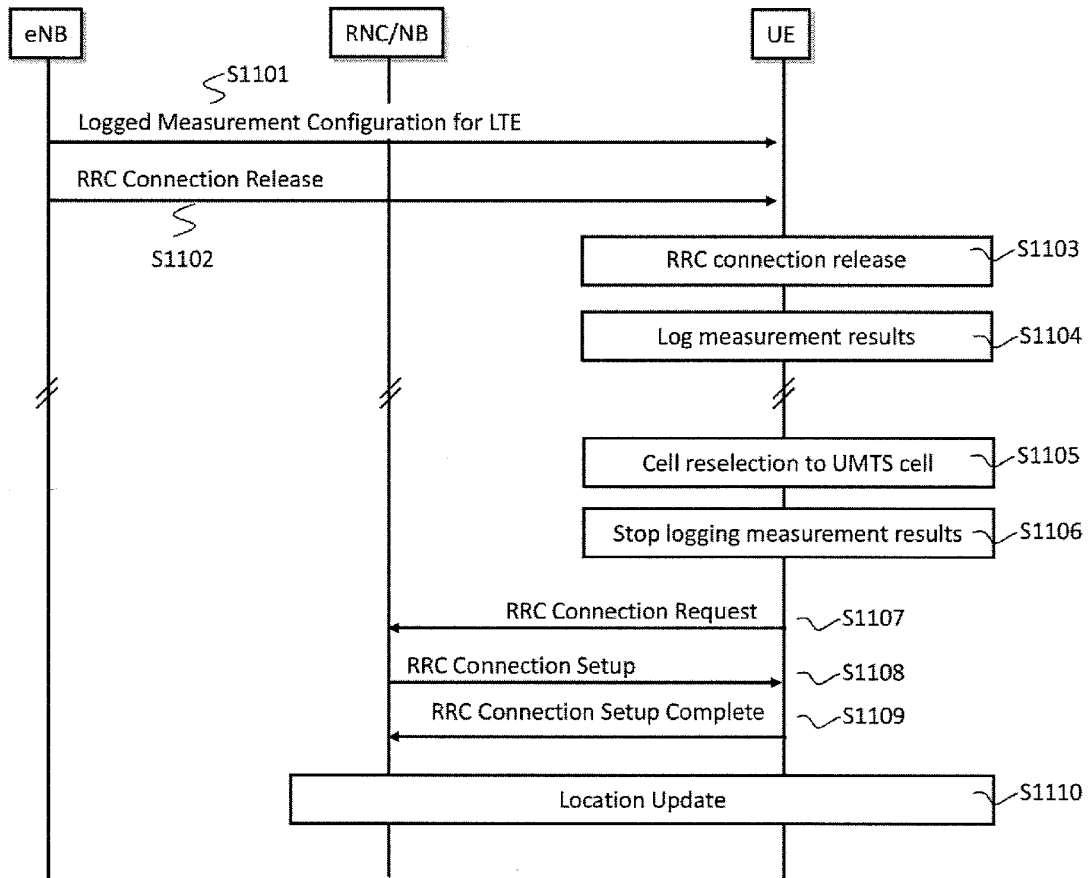 eNB
RNC/NB
UE
S1101
Logged Measurement Configuration for LTE
RRC Connection Release
S1102
RRC connection release
S1103
Log measurement results
S1104
Cell reselection to UMTS cell
S1105
Stop logging measurement results
S1106
RRC Connection Request
S1107
RRC Connection Setup
S1108
RRC Connection Setup Complete
S1109
Location Update
S1110